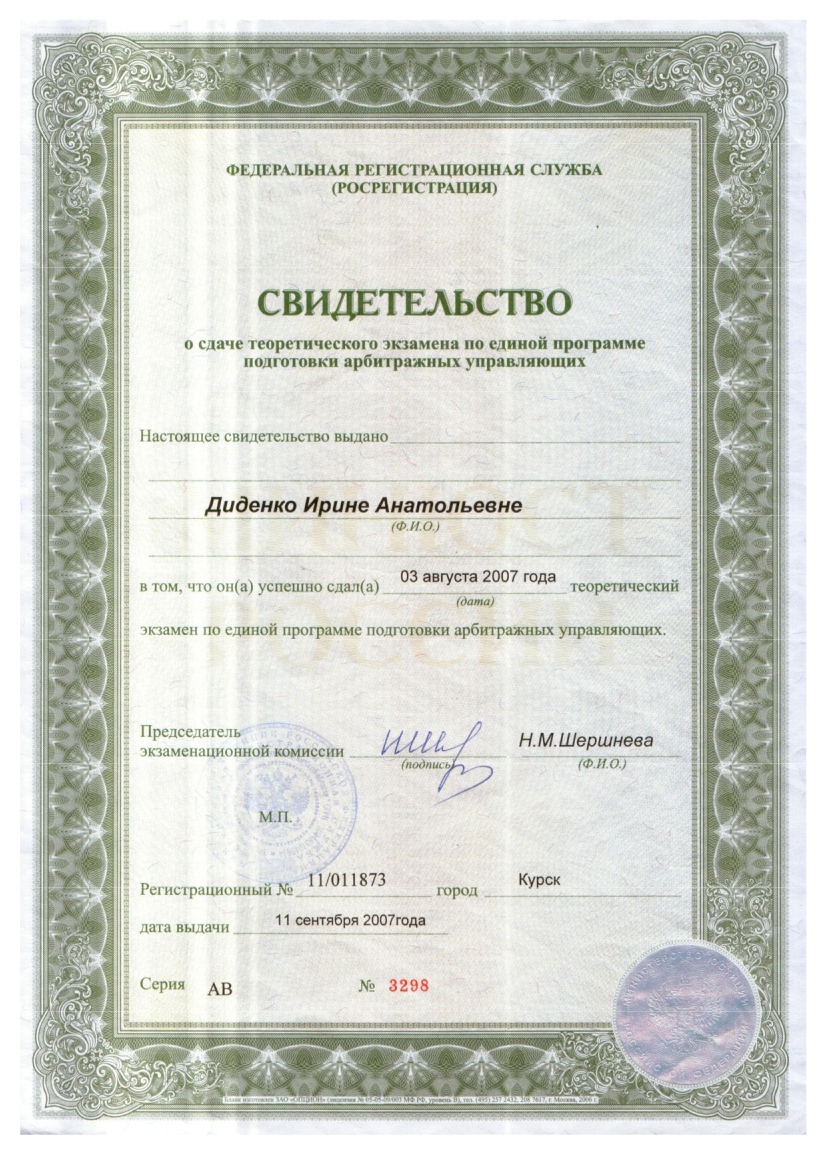 ФЕДЕРАЛЬНАЯ РЕГИСТРАЦИОННАЯ СЛУЖБА
(РОСРЕГИСТРАЦИЯ)
СВИДЕТЕЛЬСТВО
о сдаче теоретического экзамена по единой программе
подготовки арбитражных управляющих
Настоящее свидетельство выдано
Диденко Ирине Анатольевне
(Ф.И.О.)
в том, что он(а) успешно сдал(а) 03 августа 2007 года теоретический
(дата)
экзамен по единой программе подготовки арбитражных управляющих.
Председатель
экзаменационной комиссии Н.М.Шершнева
(подпись) (Ф.И.О.)
М.П.
Регистрационный № 11/011873 город Курск
дата выдачи 11 сентября 2007года
Серия АВ № 3298
Бланк изготовлен ЗАО «ОПЦИОН» (лицензия № 05-05-09/003 МФ РФ, уровень В), тел. (495) 257 2432, 208 7617, г. Москва, 2006 г.